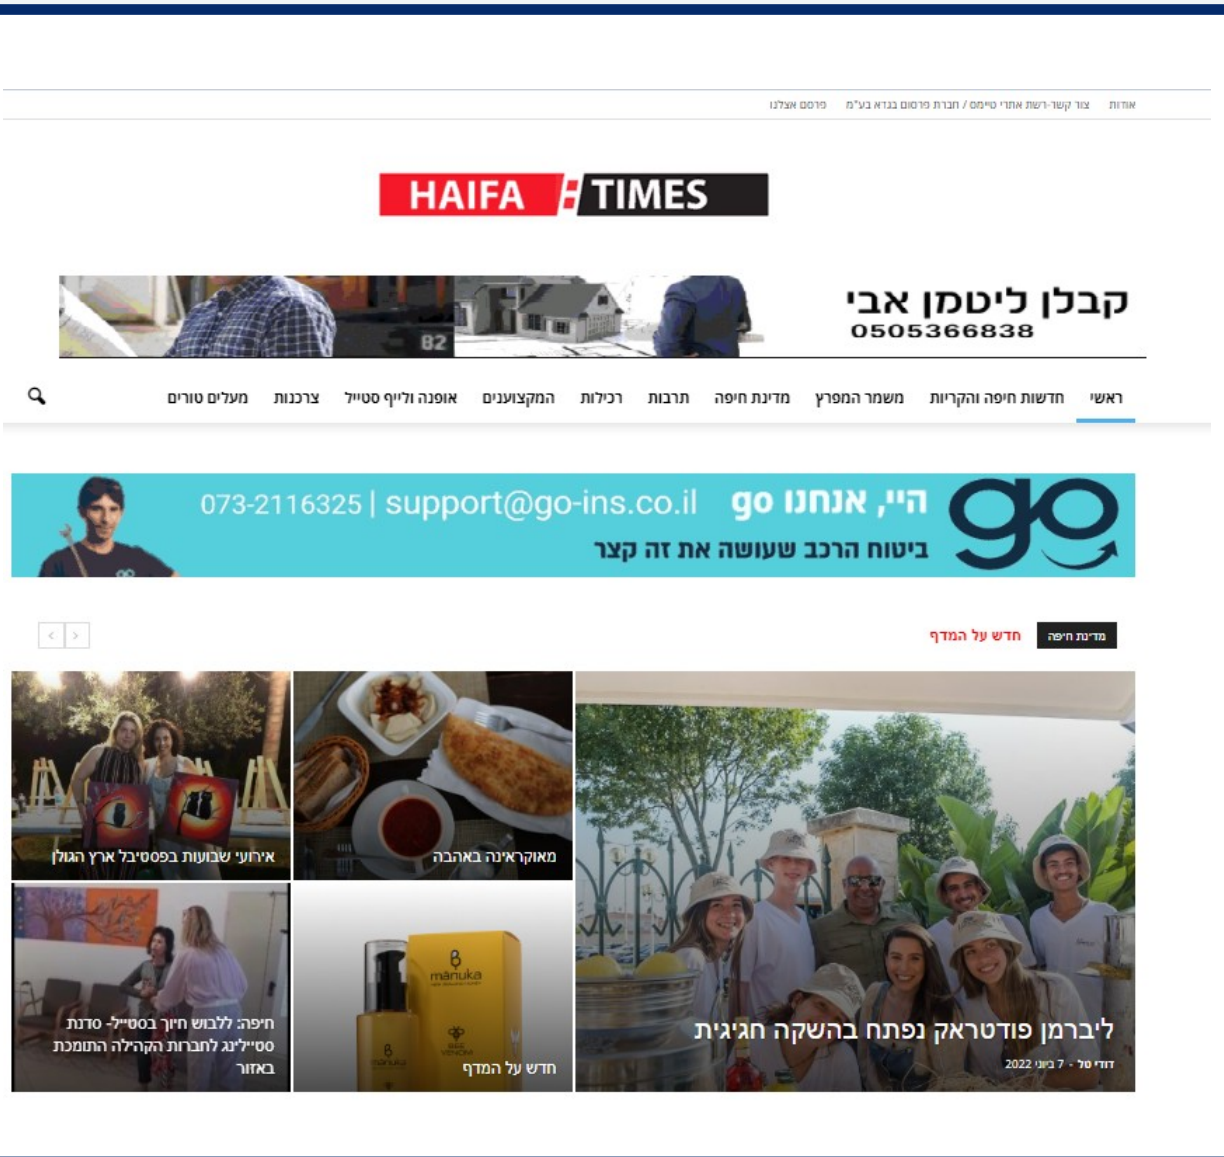 אודות צור קשר-רשת אתרי טיימס / חברת פרסום בגדא בע"מ פרסם אצלנו
HAIFA TIMES
קבלן ליטמן אבי
0505366838
82
ראשי חדשות חיפה והקריות משמר המפרץ מדינת חיפה תרבות רכילות המקצוענים אופנה ולייף סטייל צרכנות מעלים טורים
go
היי, אנחנו go
support@go-ins.co.il | 073-2116325
ביטוח הרכב שעושה את זה קצר
מדינת חיפה חדש על המדף
ליברמן פודטראק נפתח בהשקה חגיגית
דודי טל - 7 ביוני 2022
מאוקראינה באהבה
אירועי שבועות בפסטיבל ארץ הגולן
mānuka
BEE
VENOM
חדש על המדף
חיפה: ללבוש חיוך בסטייל- סדנת
סטיילינג לחברות הקהילה התומכת
באזור